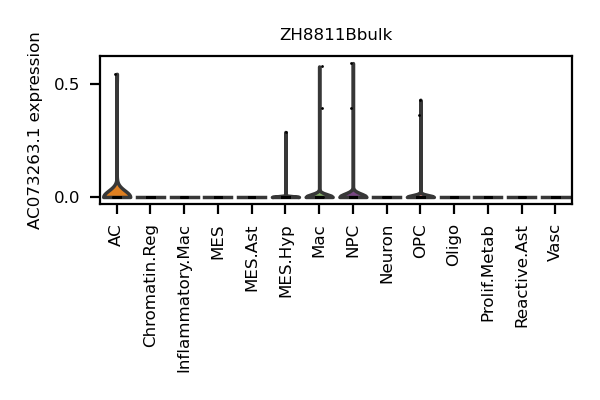 ZH8811Bbulk
AC073263.1 expression
0.5
0.0
AC
Chromatin.Reg
Inflammatory.Mac
MES
MES.Ast
MES.Hyp
Mac
NPC
Neuron
OPC
Oligo
Prolif.Metab
Reactive.Ast
Vasc